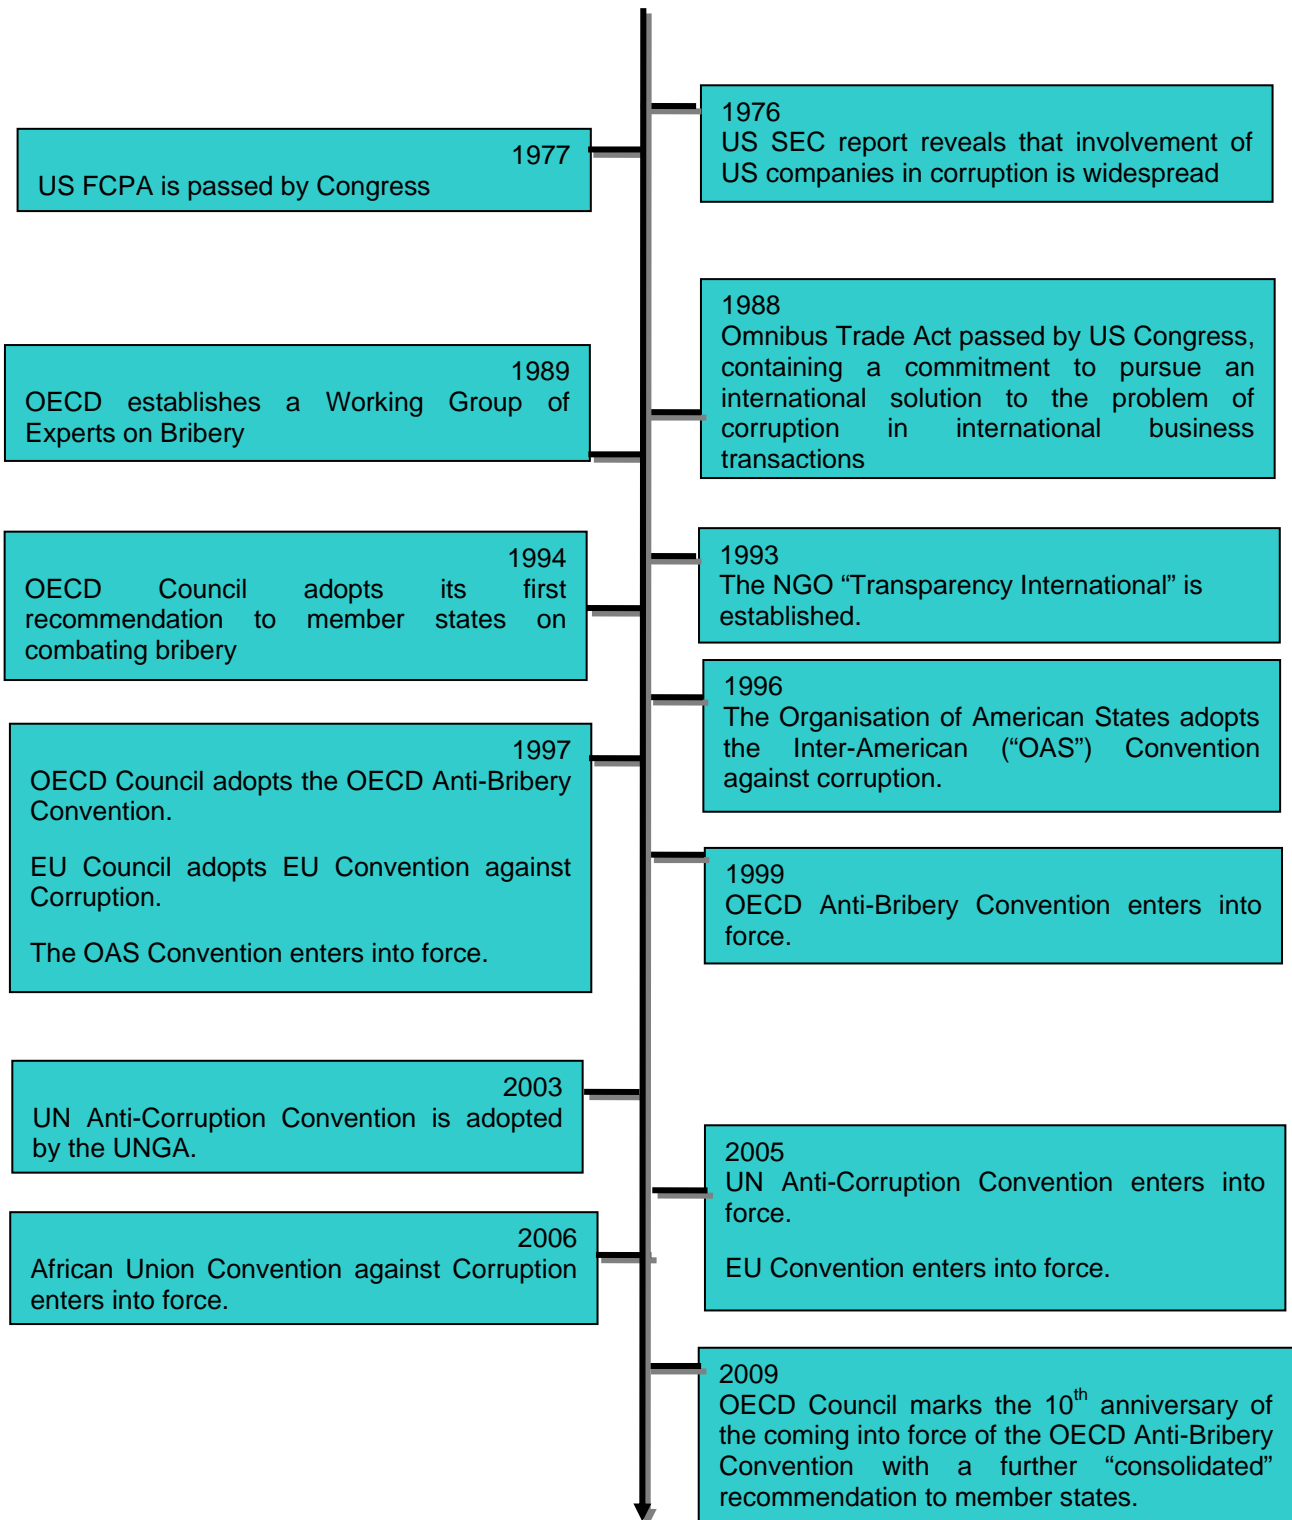 1976
US SEC report reveals that involvement of
US companies in corruption is widespread
1977
US FCPA is passed by Congress
1988
Omnibus Trade Act passed by US Congress,
containing a commitment to pursue an
international solution to the problem of
corruption in international business
transactions
1989
OECD establishes a Working Group of
Experts on Bribery
1993
The NGO “Transparency International” is
established.
1994
OECD Council adopts its first
recommendation to member states on
combating bribery
1996
The Organisation of American States adopts
the Inter-American (“OAS”) Convention
against corruption.
1997
OECD Council adopts the OECD Anti-Bribery
Convention.
EU Council adopts EU Convention against
Corruption.
The OAS Convention enters into force.
1999
OECD Anti-Bribery Convention enters into
force.
2003
UN Anti-Corruption Convention is adopted
by the UNGA.
2005
UN Anti-Corruption Convention enters into
force.
EU Convention enters into force.
2006
African Union Convention against Corruption
enters into force.
2009
OECD Council marks the 10th anniversary of
the coming into force of the OECD Anti-Bribery
Convention with a further “consolidated”
recommendation to member states.